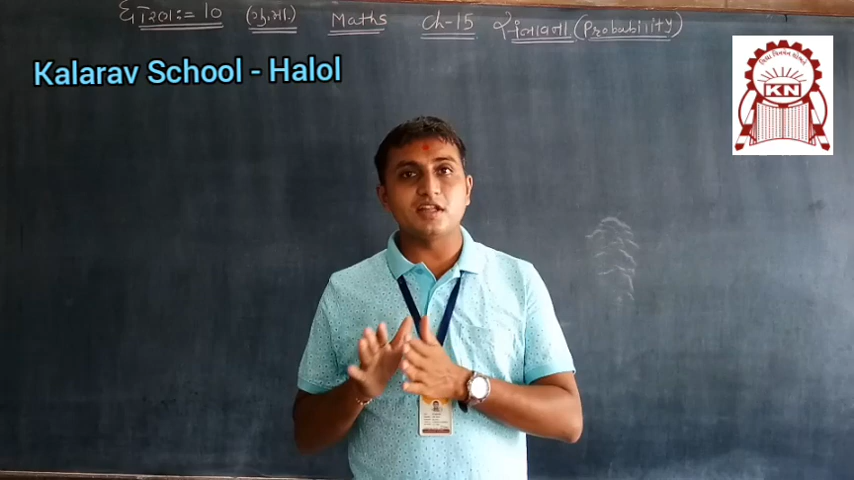 ધોરણ :- 10 (ગુ.મા.) Maths Ch-15 સંભાવના (Probability)
Kalarav School - Halol
KN